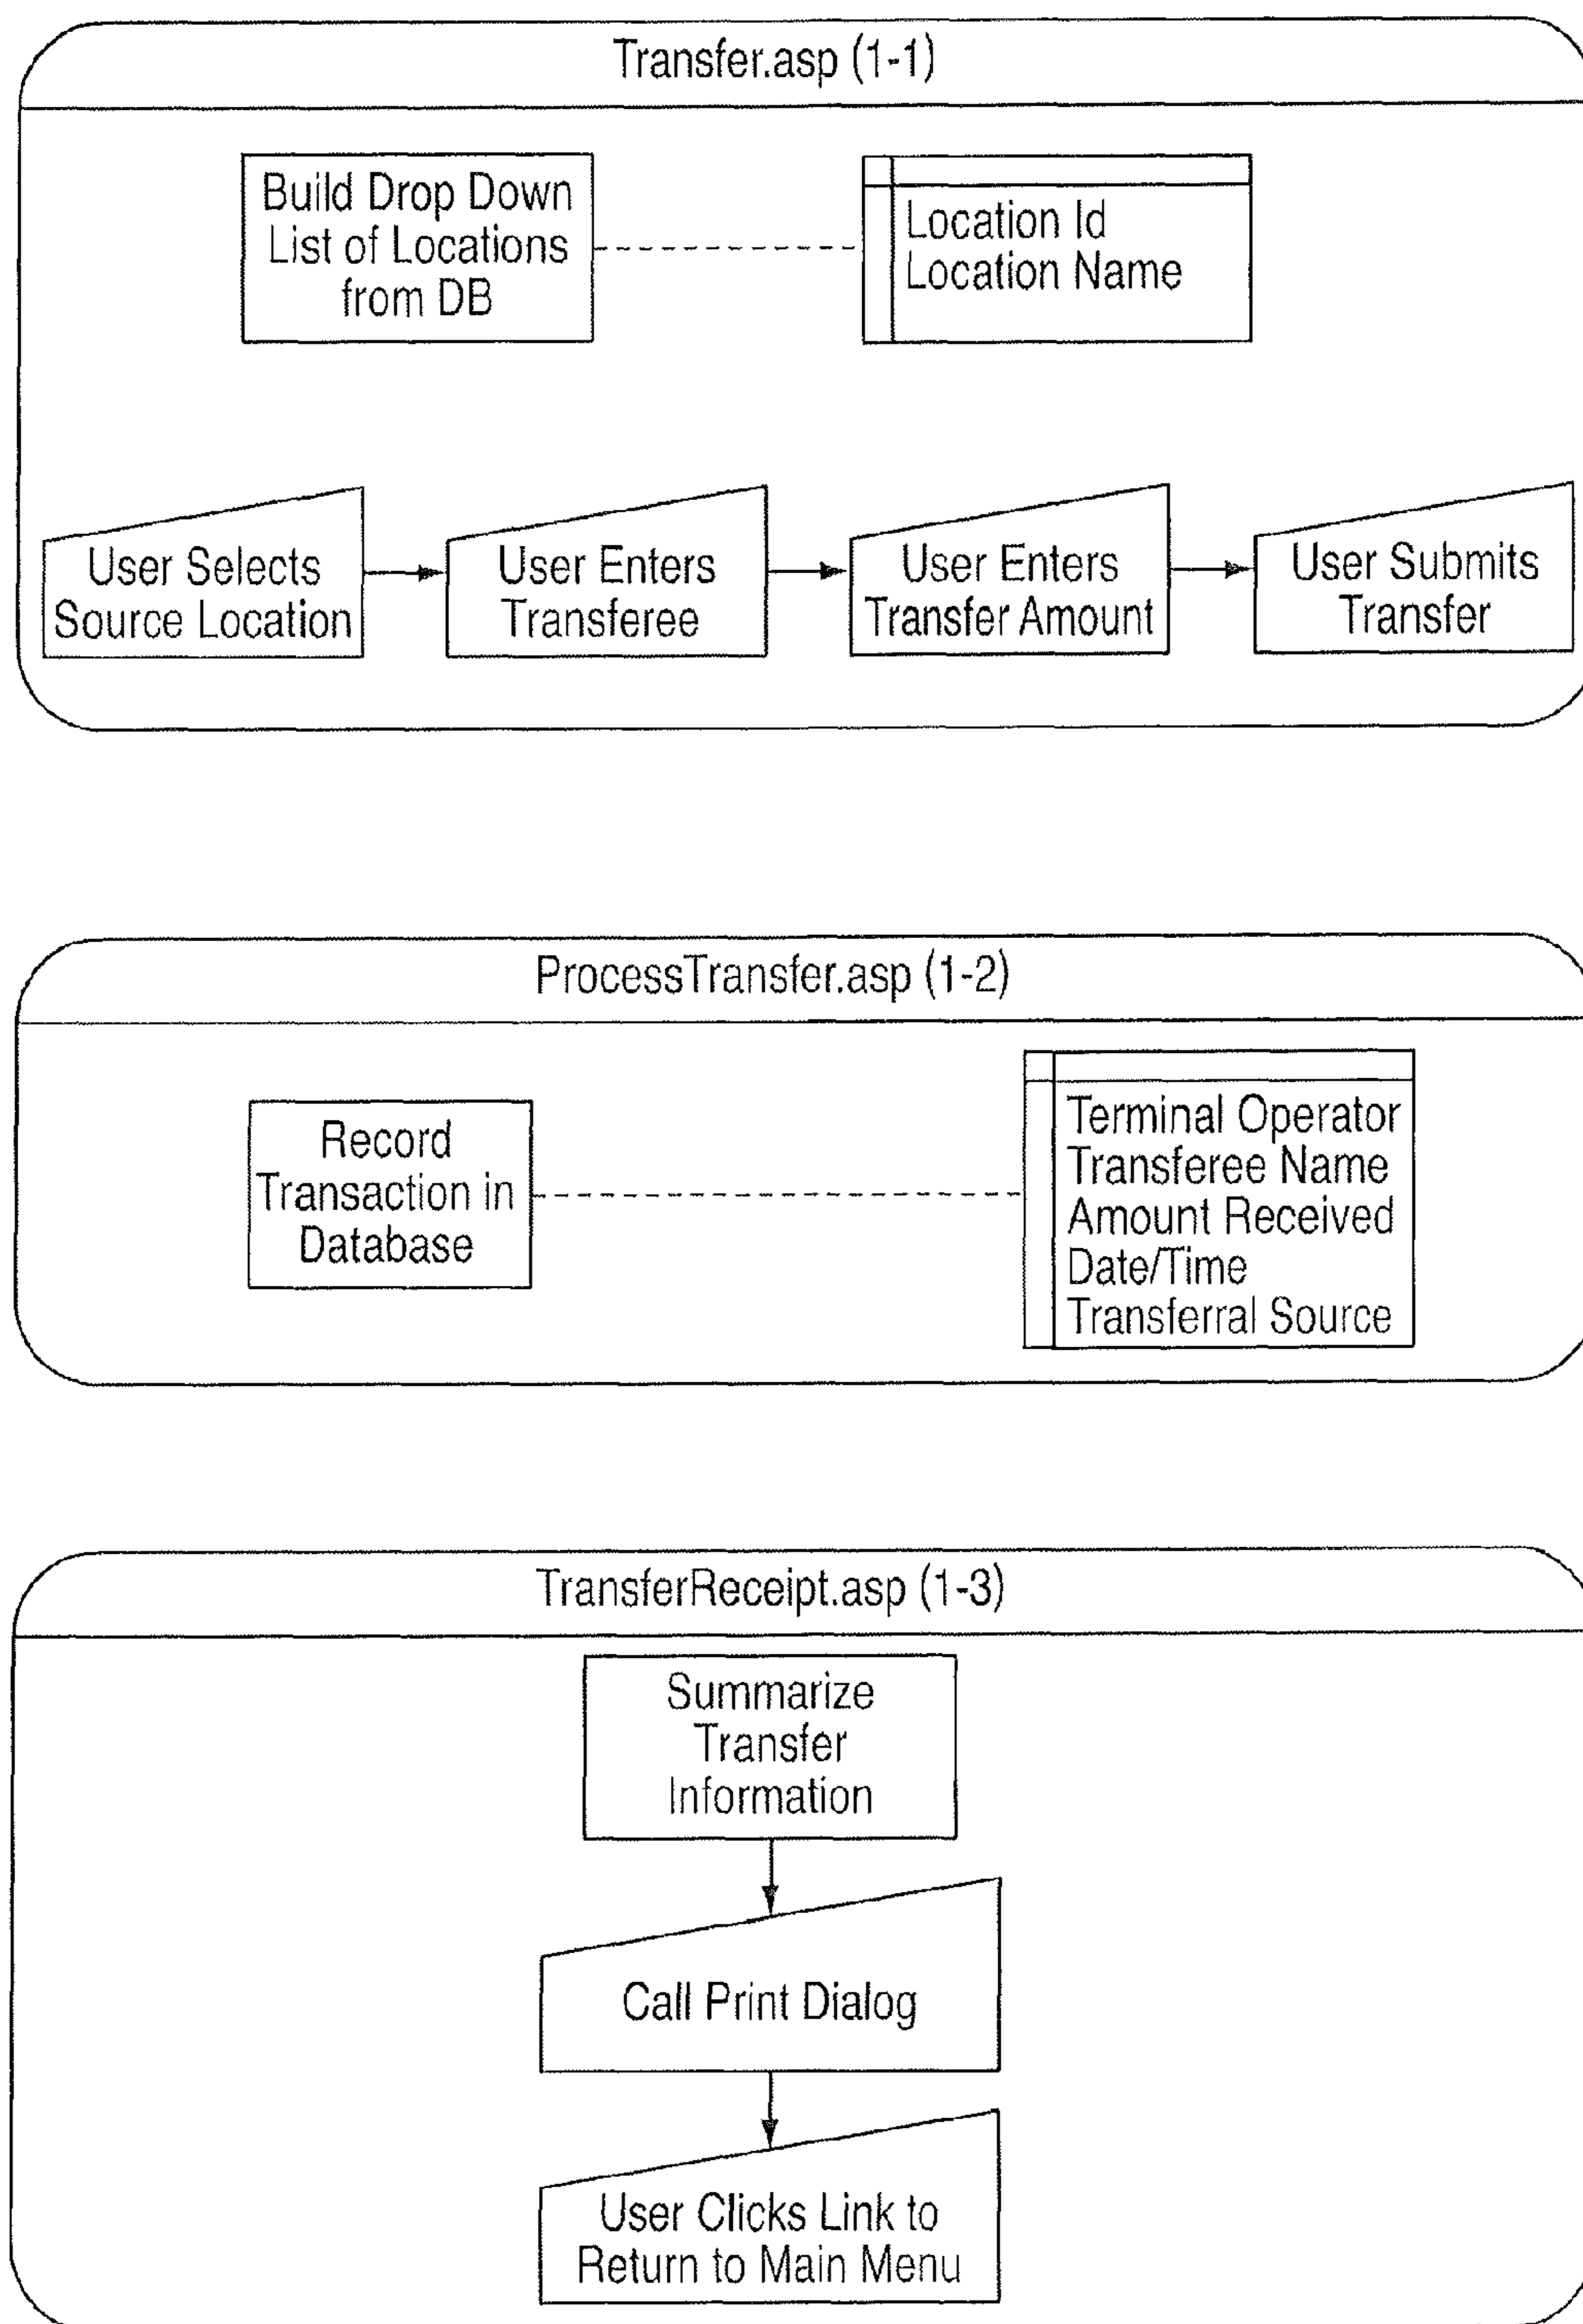 Transfer.asp (1-1)
Build Drop Down
List of Locations
from DB
Location Id
Location Name
User Selects
Source Location
User Enters
Transferee
User Enters
Transfer Amount
User Submits
Transfer
ProcessTransfer.asp (1-2)
Record
Transaction in
Database
Terminal Operator
Transferee Name
Amount Received
Date/Time
Transferral Source
TransferReceipt.asp (1-3)
Summarize
Transfer
Information
Call Print Dialog
User Clicks Link to
Return to Main Menu